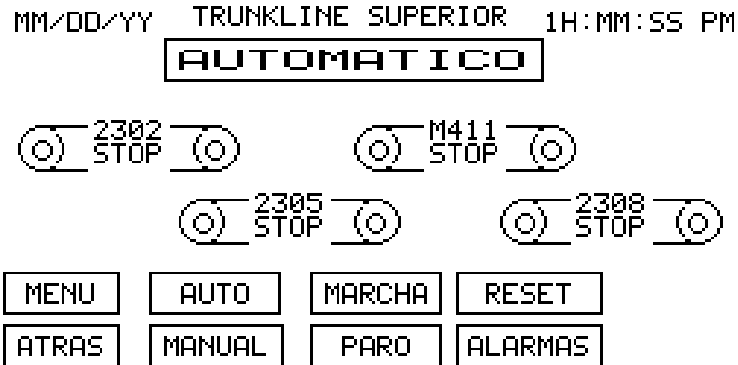 MM/DD/YY TRUNKLINE SUPERIOR 1H:MM:SS PM
AUTOMATICO
2302 M411
STOP STOP
2305 2308
STOP STOP
MENU AUTO MARCHA RESET
ATRAS MANUAL PARO ALARMAS